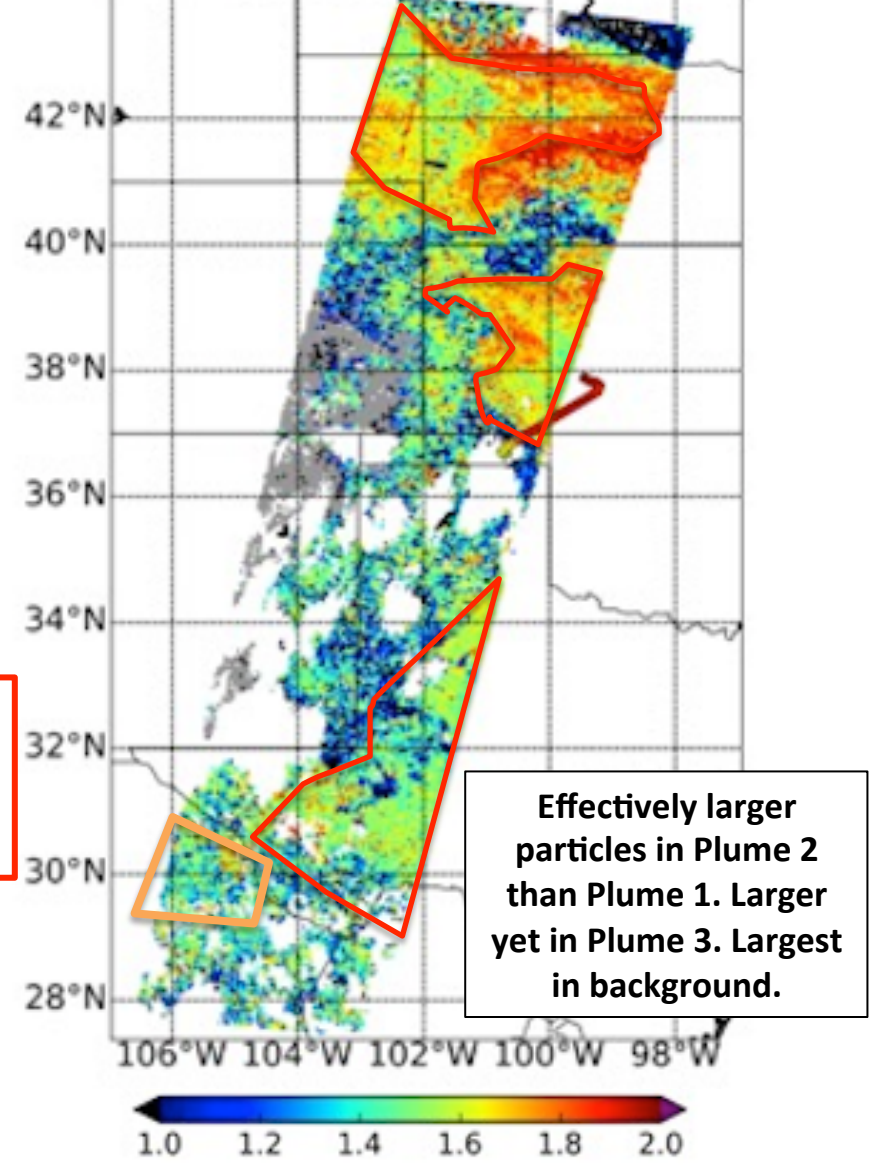 42°N
40°N
38°N
36°N
34°N
32°N
30°N
28°N
Effectively larger
particles in Plume 2
than Plume 1. Larger
yet in Plume 3. Largest
in background.
106°W 104°W 102°W 100°W 98°W
1.0 1.2 1.4 1.6 1.8 2.0